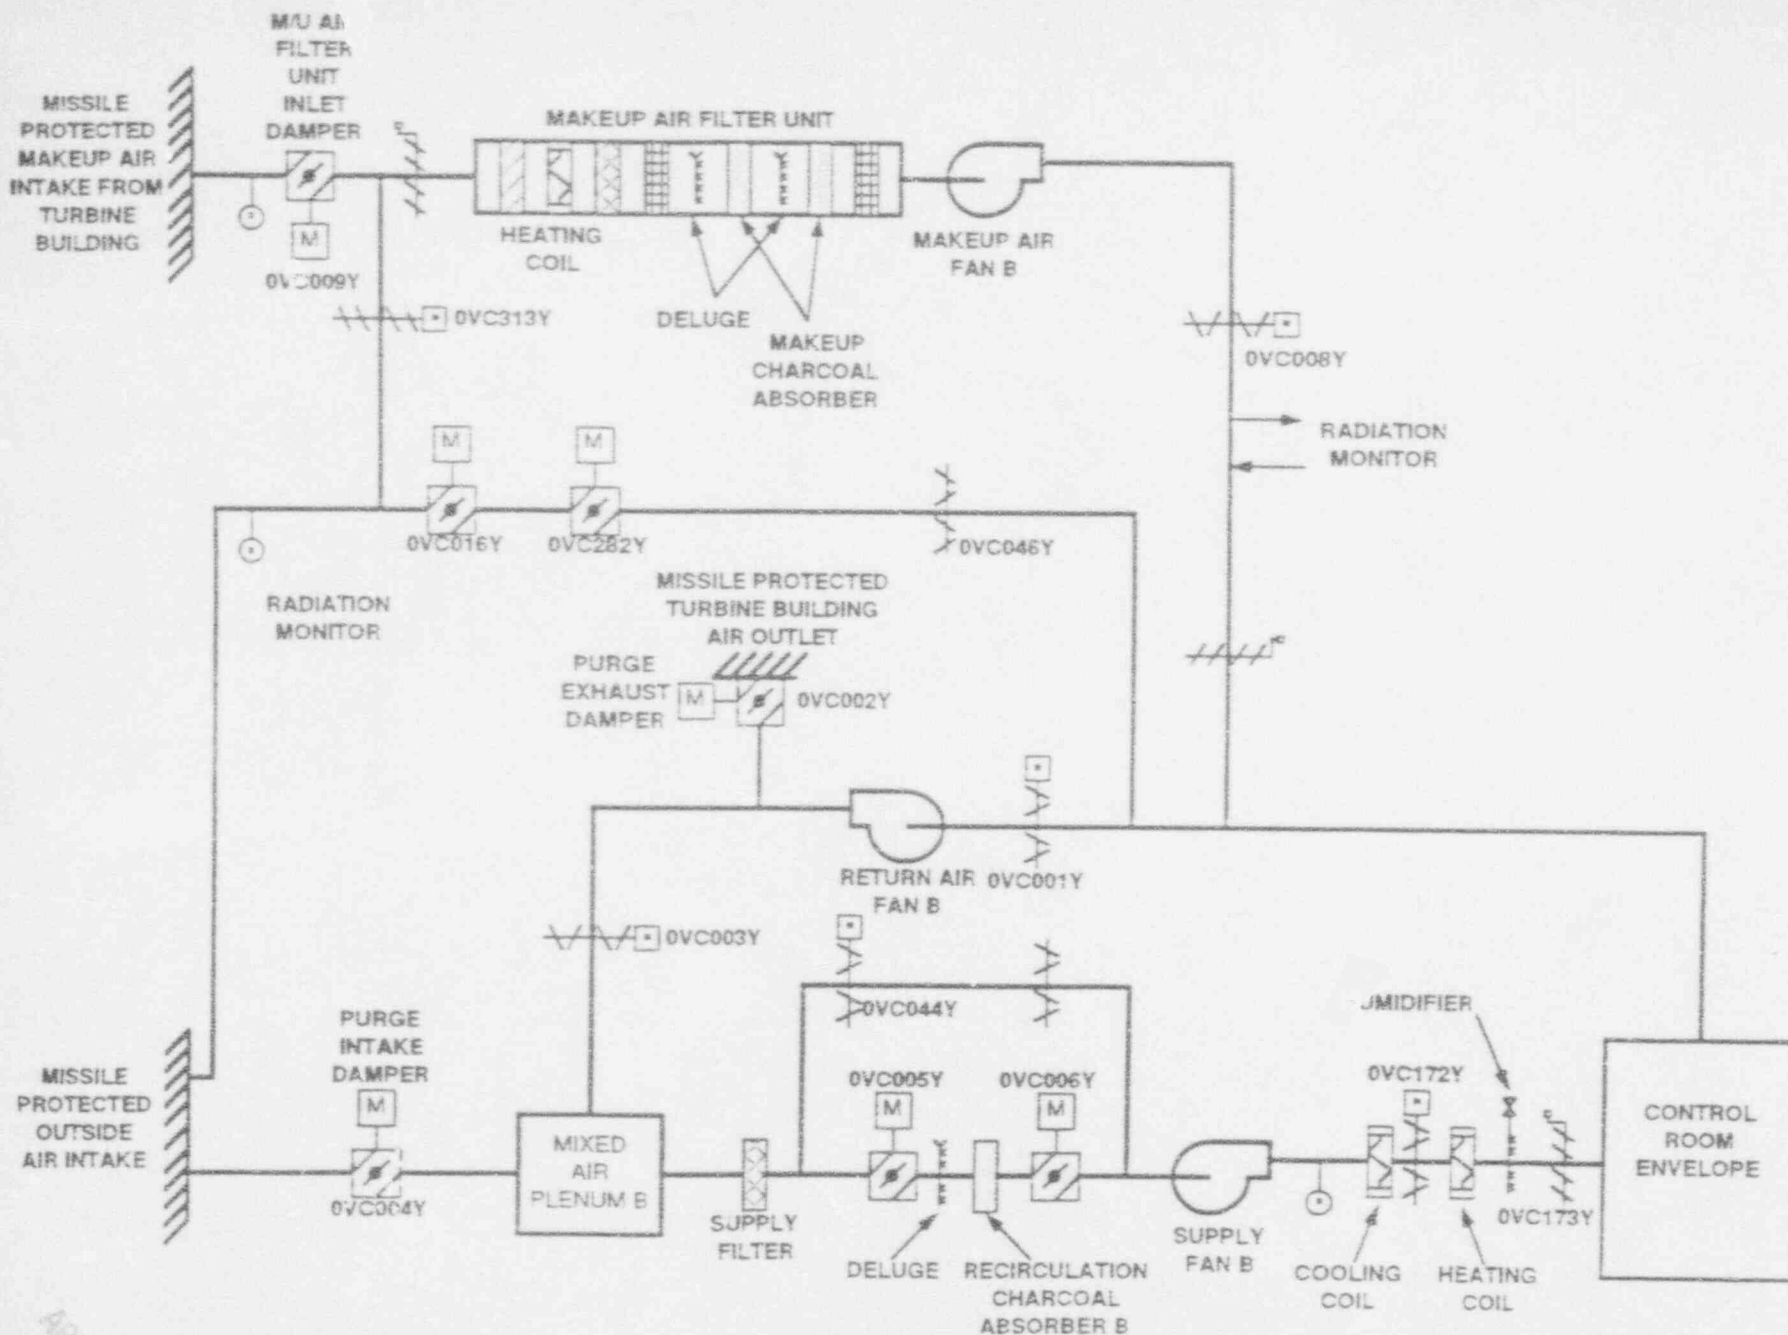 M/U AI
FILTER
UNIT
INLET
DAMPER
MISSILE
PROTECTED
MAKEUP AIR
INTAKE FROM
TURBINE
BUILDING
M
0VC009Y
MAKEUP AIR FILTER UNIT
HEATING
COIL
DELUGE
MAKEUP
CHARCOAL
ABSORBER
MAKEUP AIR
FAN B
0VC313Y
0VC008Y
RADIATION
MONITOR
M
M
0VC016Y
0VC282Y
0VC046Y
RADIATION
MONITOR
MISSILE PROTECTED
TURBINE BUILDING
AIR OUTLET
PURGE
EXHAUST
DAMPER
M
0VC002Y
RETURN AIR
FAN B
0VC001Y
0VC003Y
0VC044Y
MISSILE
PROTECTED
OUTSIDE
AIR INTAKE
PURGE
INTAKE
DAMPER
M
0VC004Y
MIXED
AIR
PLENUM B
SUPPLY
FILTER
0VC005Y
M
0VC006Y
M
DELUGE
RECIRCULATION
CHARCOAL
ABSORBER B
SUPPLY
FAN B
UMIDIFIER
0VC172Y
COOLING
COIL
HEATING
COIL
0VC173Y
CONTROL
ROOM
ENVELOPE